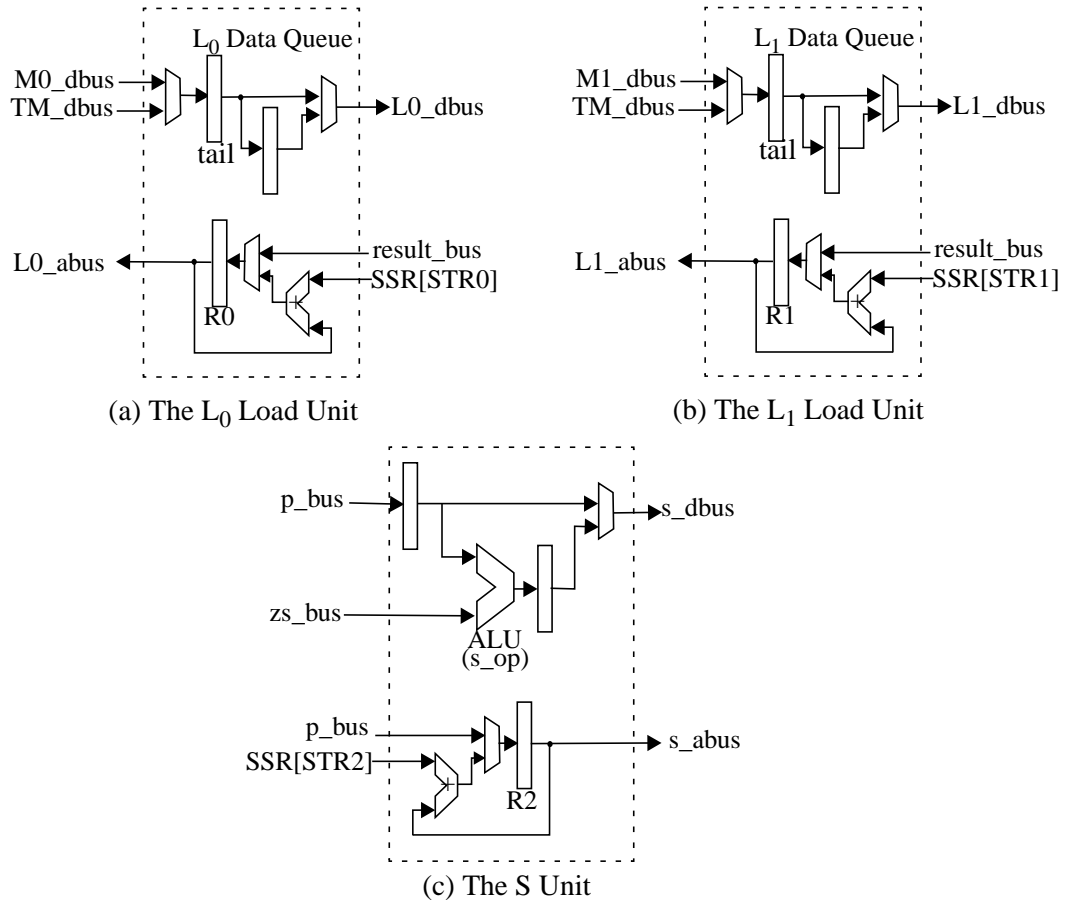 L0 Data Queue
M0_dbus
TM_dbus
L0_dbus
tail
L0_abus
result_bus
SSR[STR0]
+
R0
(a) The L0 Load Unit
L1 Data Queue
M1_dbus
TM_dbus
L1_dbus
tail
L1_abus
result_bus
SSR[STR1]
+
R1
(b) The L1 Load Unit
p_bus
s_dbus
zs_bus
ALU
(s_op)
p_bus
s_abus
SSR[STR2]
+
R2
(c) The S Unit